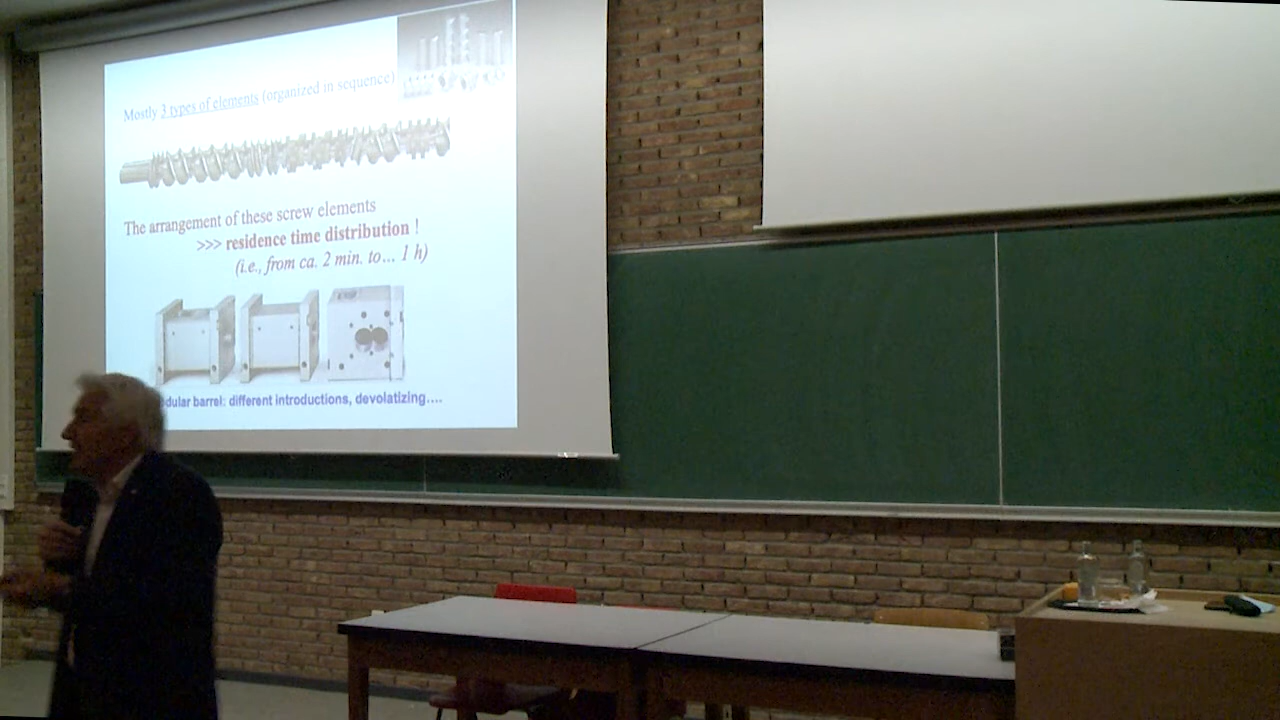 Mostly 3 types of elements (organized in sequence)
The arrangement of these screw elements
>>> residence time distribution !
(i.e., from ca. 2 min. to... 1 h)
dular barrel: different introductions, devolatizing....